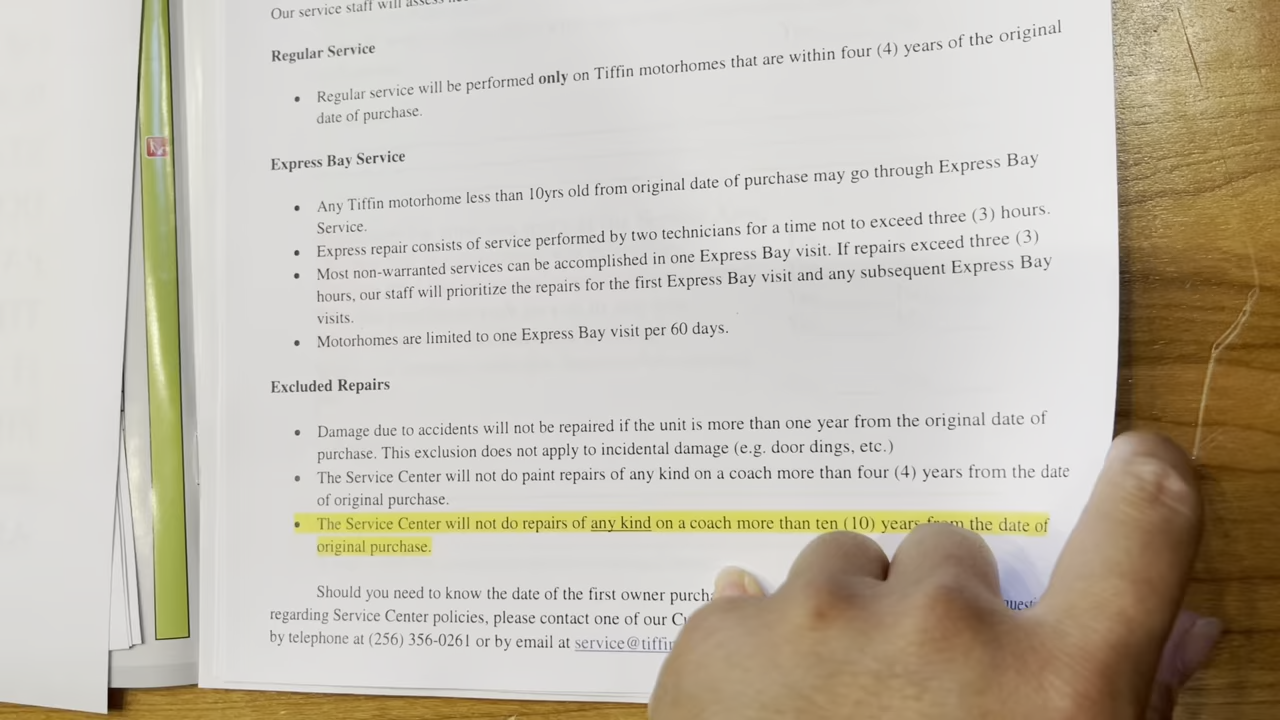 Our service staff will assess
Regular Service
• Regular service will be performed only on Tiffin motorhomes that are within four (4) years of the original
date of purchase.
Express Bay Service
• Any Tiffin motorhome less than 10yrs old from original date of purchase may go through Express Bay
Service.
• Express repair consists of service performed by two technicians for a time not to exceed three (3) hours.
• Most non-warranted services can be accomplished in one Express Bay visit. If repairs exceed three (3)
hours, our staff will prioritize the repairs for the first Express Bay visit and any subsequent Express Bay
visits.
• Motorhomes are limited to one Express Bay visit per 60 days.
Excluded Repairs
• Damage due to accidents will not be repaired if the unit is more than one year from the original date of
purchase. This exclusion does not apply to incidental damage (e.g. door dings, etc.)
• The Service Center will not do paint repairs of any kind on a coach more than four (4) years from the date
of original purchase.
• The Service Center will not do repairs of any kind on a coach more than ten (10) years from the date of
original purchase.
Should you need to know the date of the first owner
regarding Service Center policies, please contact one of our
by telephone at (256) 356-0261 or by email at